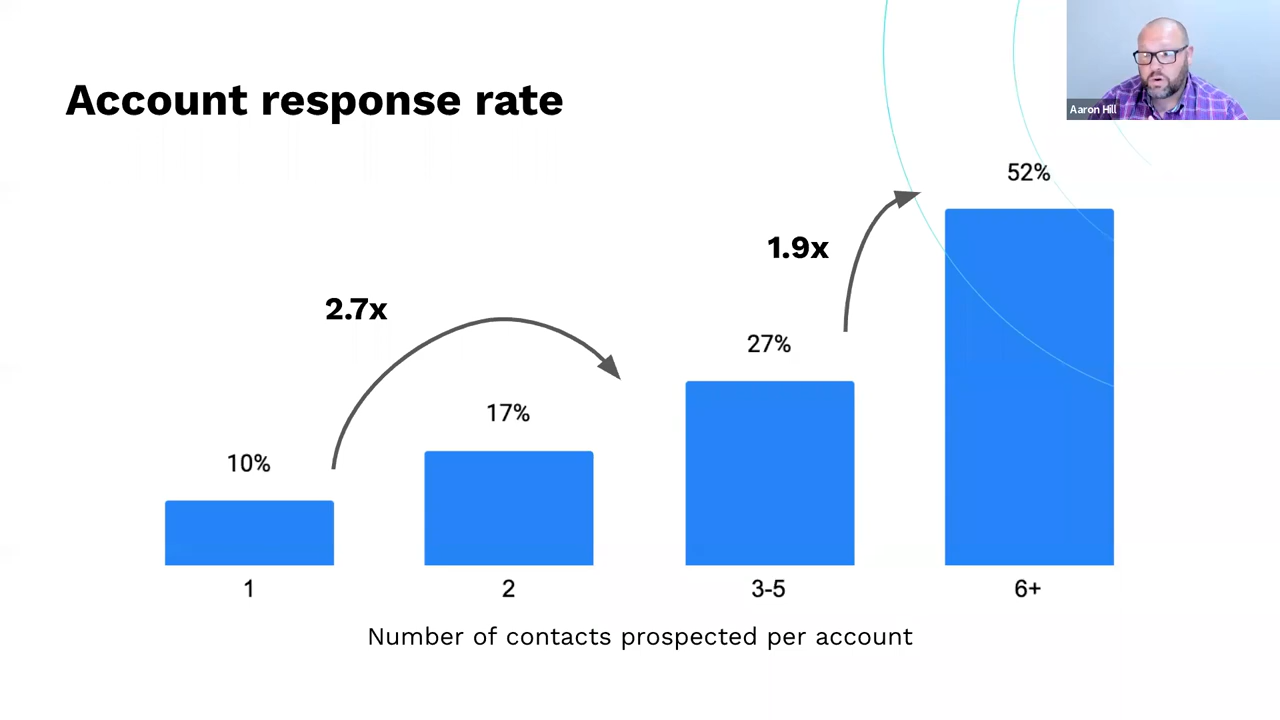 Account response rate
Aaron Hill
52%
1.9x
2.7x
27%
17%
10%
1
2
3-5
6+
Number of contacts prospected per account